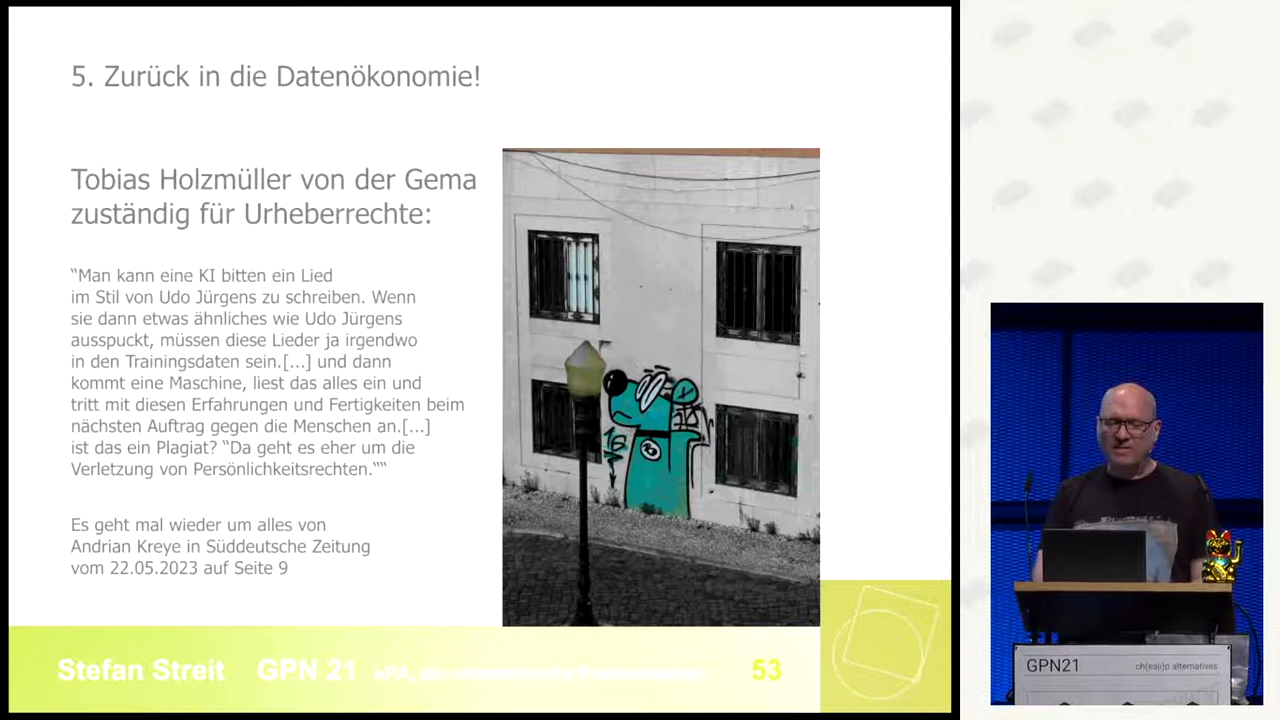 5. Zurück in die Datenökonomie!
Tobias Holzmüller von der Gema
zuständig für Urheberrechte:
“Man kann eine KI bitten ein Lied
im Stil von Udo Jürgens zu schreiben. Wenn
sie dann etwas ähnliches wie Udo Jürgens
ausspuckt, müssen diese Lieder ja irgendwo
in den Trainingsdaten sein.[...] und dann
kommt eine Maschine, liest das alles ein und
tritt mit diesen Erfahrungen und Fertigkeiten beim
nächsten Auftrag gegen die Menschen an.[...]
ist das ein Plagiat? “Da geht es eher um die
Verletzung von Persönlichkeitsrechten.””
Es geht mal wieder um alles von
Andrian Kreye in Süddeutsche Zeitung
vom 22.05.2023 auf Seite 9
Stefan Streit GPN 21
53
GPN21 ch(ea|i)p alternatives